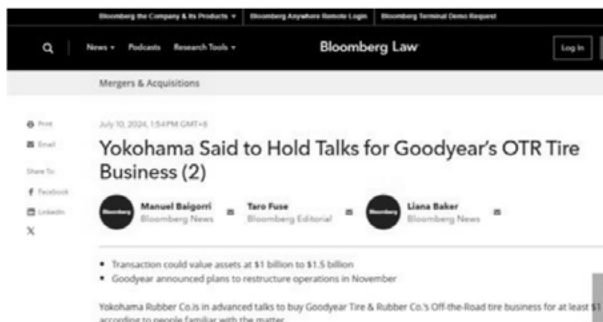 Bloomberg the Company & Its Products
Bloomberg Anywhere Remote Login
Bloomberg Terminal Demo Request
News
Podcasts
Research Tools
Bloomberg Law
Log In
Mergers & Acquisitions
Print
Email
Share To:
Facebook
LinkedIn
July 10, 2024, 1:54 PM GMT+8
Yokohama Said to Hold Talks for Goodyear's OTR Tire
Business (2)
Bloomberg
Manuel Baigorri
Bloomberg News
Taro Fuse
Bloomberg Editorial
Bloomberg
Liana Baker
Bloomberg News
• Transaction could value assets at $1 billion to $1.5 billion
• Goodyear announced plans to restructure operations in November
Yokohama Rubber Co.is in advanced talks to buy Goodyear Tire & Rubber Co.'s Off-the-Road tire business for at least $1
according to people familiar with the matter.